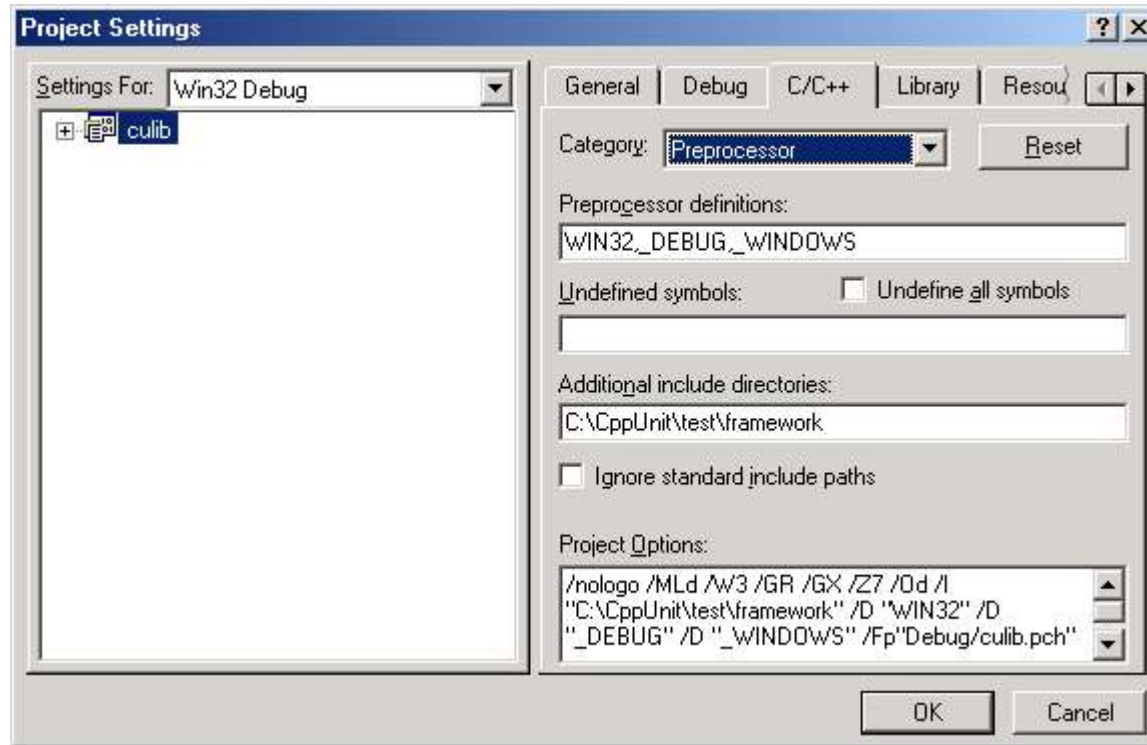 Project Settings
Settings For: Win32 Debug
culib
General Debug C/C++ Library Resou
Category: Preprocessor Reset
Preprocessor definitions:
WIN32,_DEBUG,_WINDOWS
Undefined symbols: Undefine all symbols
Additional include directories:
C:\CppUnit\test\framework
Ignore standard include paths
Project Options:
/nologo /MLd /W3 /GR /GX /Z7 /Od /I
"C:\CppUnit\test\framework" /D "WIN32" /D
"_DEBUG" /D "_WINDOWS" /Fp"Debug/culib.pch"
OK Cancel